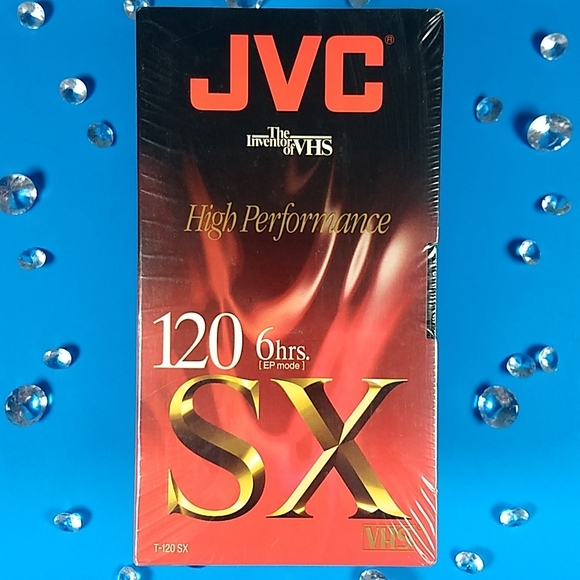 JVC®
The
Inventor
of VHS
High Performance
120 6hrs.
[EP mode]
SX
VHS
T-120 SX